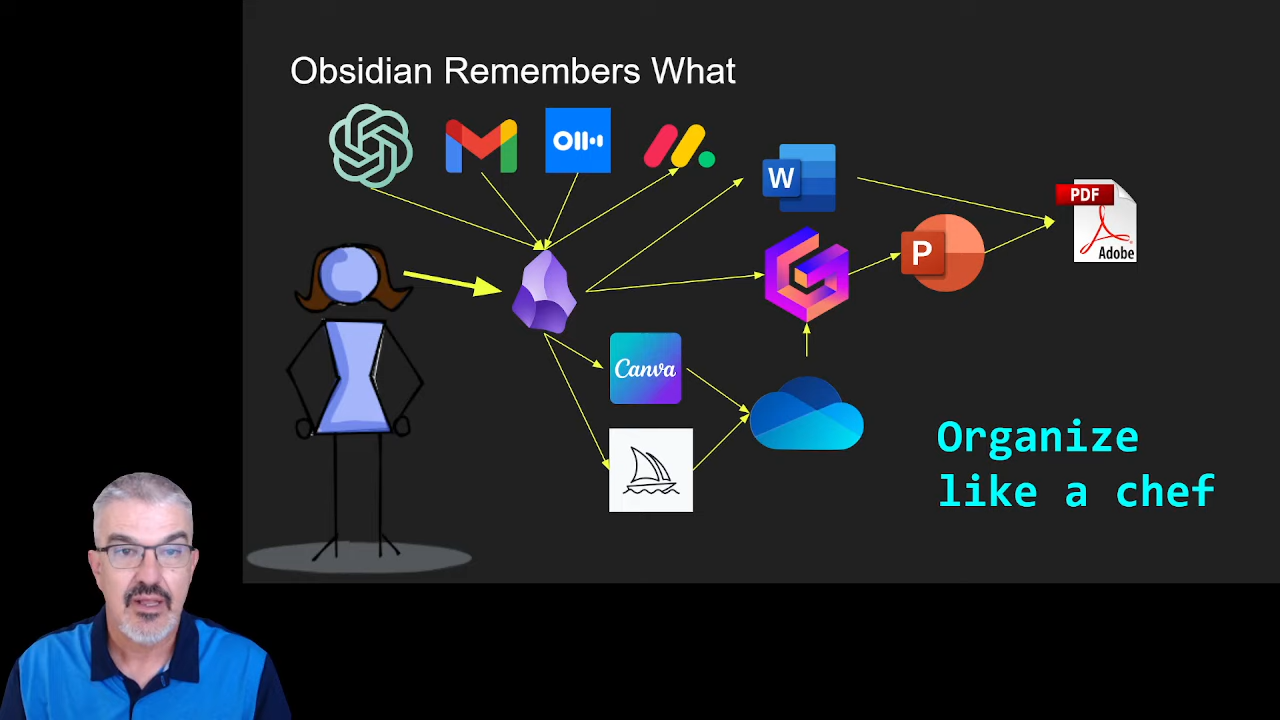 Obsidian Remembers What
W
PDF
P
Adobe
Canva
Organize
like a chef